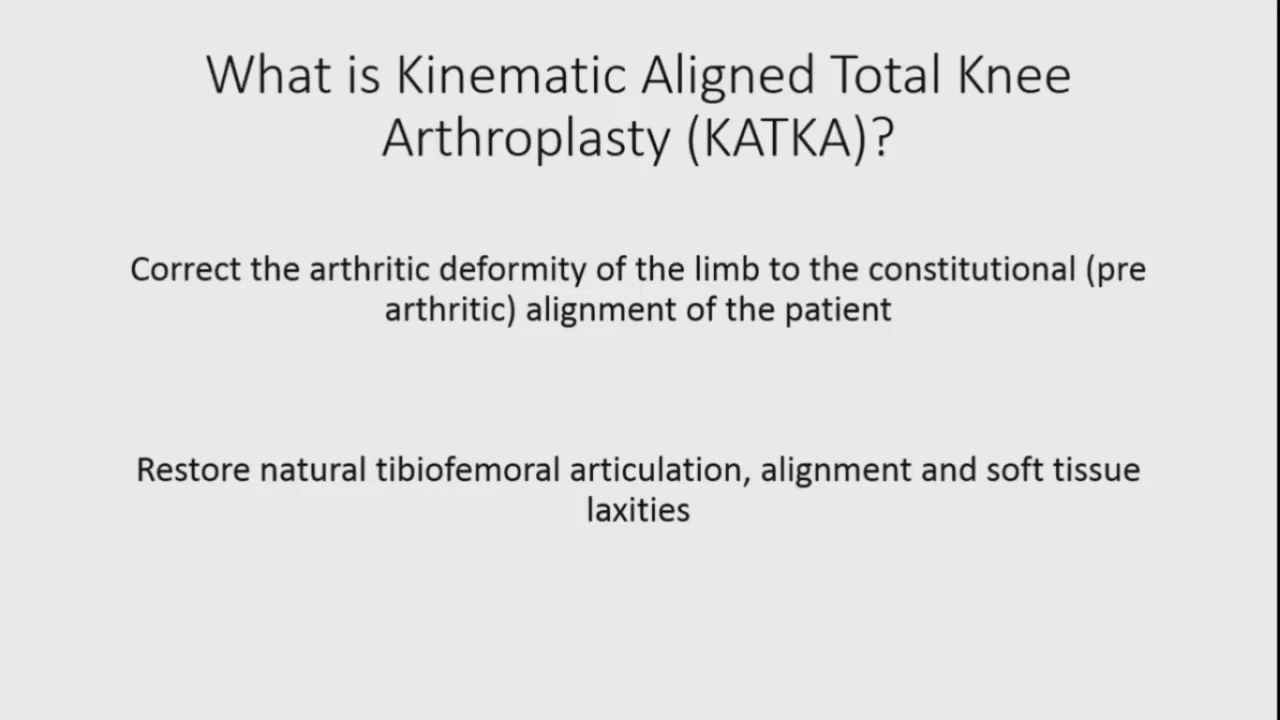 What is Kinematic Aligned Total Knee
Arthroplasty (KATKA)?
Correct the arthritic deformity of the limb to the constitutional (pre
arthritic) alignment of the patient
Restore natural tibiofemoral articulation, alignment and soft tissue
laxities